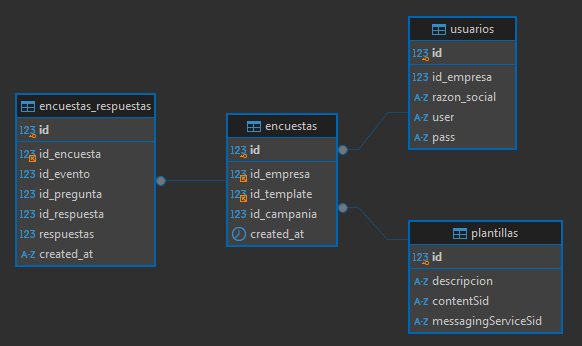 usuarios
123 id
123 id_empresa
A-Z razon_social
A-Z user
A-Z pass
encuestas_respuestas
123 id
123 id_encuesta
123 id_evento
123 id_pregunta
123 id_respuesta
123 respuestas
A-Z created_at
encuestas
123 id
123 id_empresa
123 id_template
123 id_campania
created_at
plantillas
123 id
A-Z descripcion
A-Z contentSid
A-Z messagingServiceSid